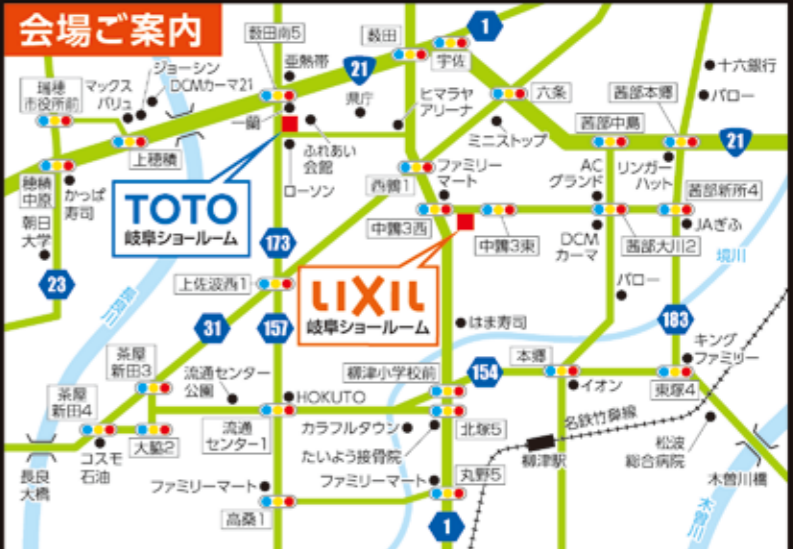 会場ご案内
藪田南5
亜熱帯
藪田
1
宇佐
21
県庁
ヒマラヤ
アリーナ
六条
ミニストップ
茜部本郷
十六銀行
バロー
茜部中島
21
瑞穂
市役所前
マックス
バリュ
ジョーシン
DCMカーマ21
一蘭
ふれあい
会館
ローソン
上穂積
穂積
中原
かっぱ
寿司
朝日
大学
23
TOTO
岐阜ショールーム
173
西鶉1
ファミリー
マート
中鶉3西
中鶉3東
AC
グランド
リンガー
ハット
茜部新所4
JAぎふ
DCM
カーマ
茜部大川2
境川
バロー
LIXIL
岐阜ショールーム
上佐波西1
31
157
はま寿司
183
キング
ファミリー
茶屋
新田3
流通センター
公園
柳津小学校前
154
本郷
イオン
東塚4
茶屋
新田4
HOKUTO
名鉄竹鼻線
大脇2
流通
センター1
カラフルタウン
北塚5
たいよう接骨院
柳津駅
松波
総合病院
コスモ
石油
長良
大橋
ファミリーマート
ファミリーマート
丸野5
木曽川橋
高桑1
1
木曽川